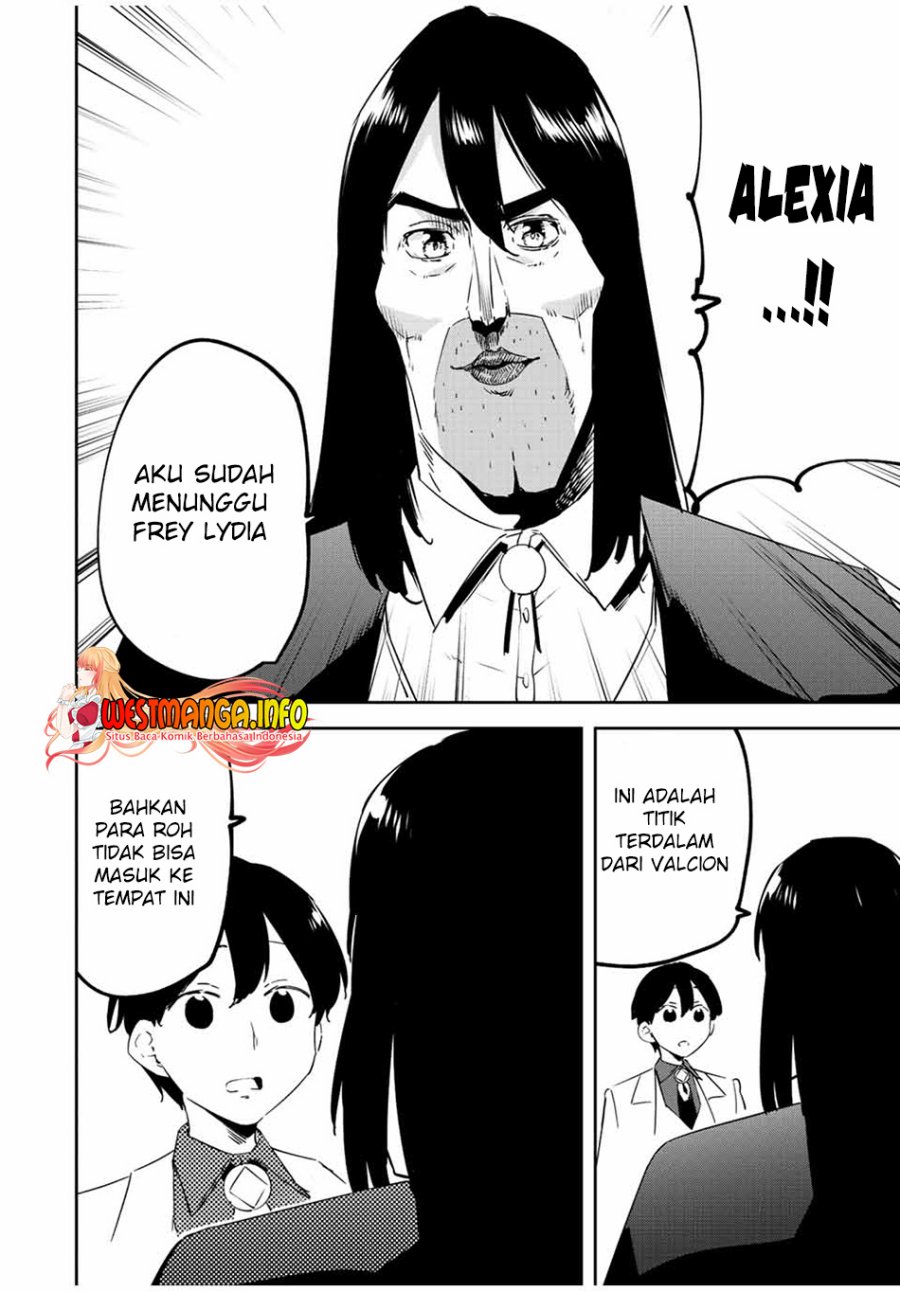 ALEXIA
...!!
AKU SUDAH
MENUNGGU
FREY LYDIA
WESTMANGA.INFO
Situs Baca Komik Berbahasa Indonesia
INI ADALAH
TITIK
TERDALAM
DARI VALCION
BAHKAN
PARA ROH
TIDAK BISA
MASUK KE
TEMPAT INI